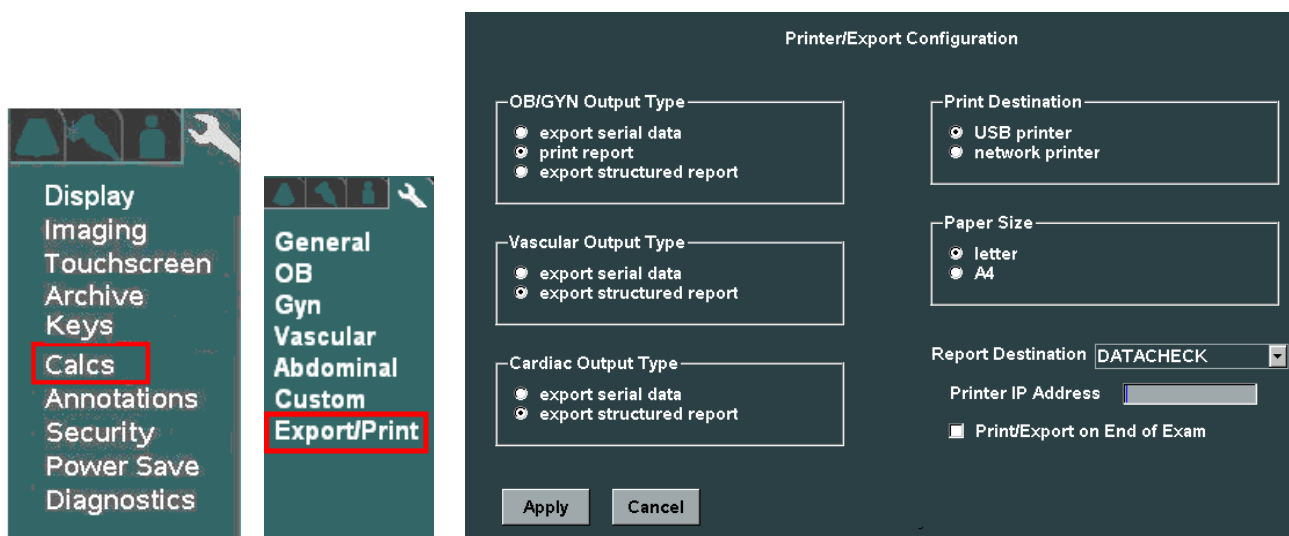 Display
Imaging
Touchscreen
Archive
Keys
Calcs
Annotations
Security
Power Save
Diagnostics
General
OB
Gyn
Vascular
Abdominal
Custom
Export/Print
Printer/Export Configuration
OB/GYN Output Type
export serial data
print report
export structured report
Vascular Output Type
export serial data
export structured report
Cardiac Output Type
export serial data
export structured report
Print Destination
USB printer
network printer
Paper Size
letter
A4
Report Destination DATACHECK
Printer IP Address
Print/Export on End of Exam
Apply Cancel